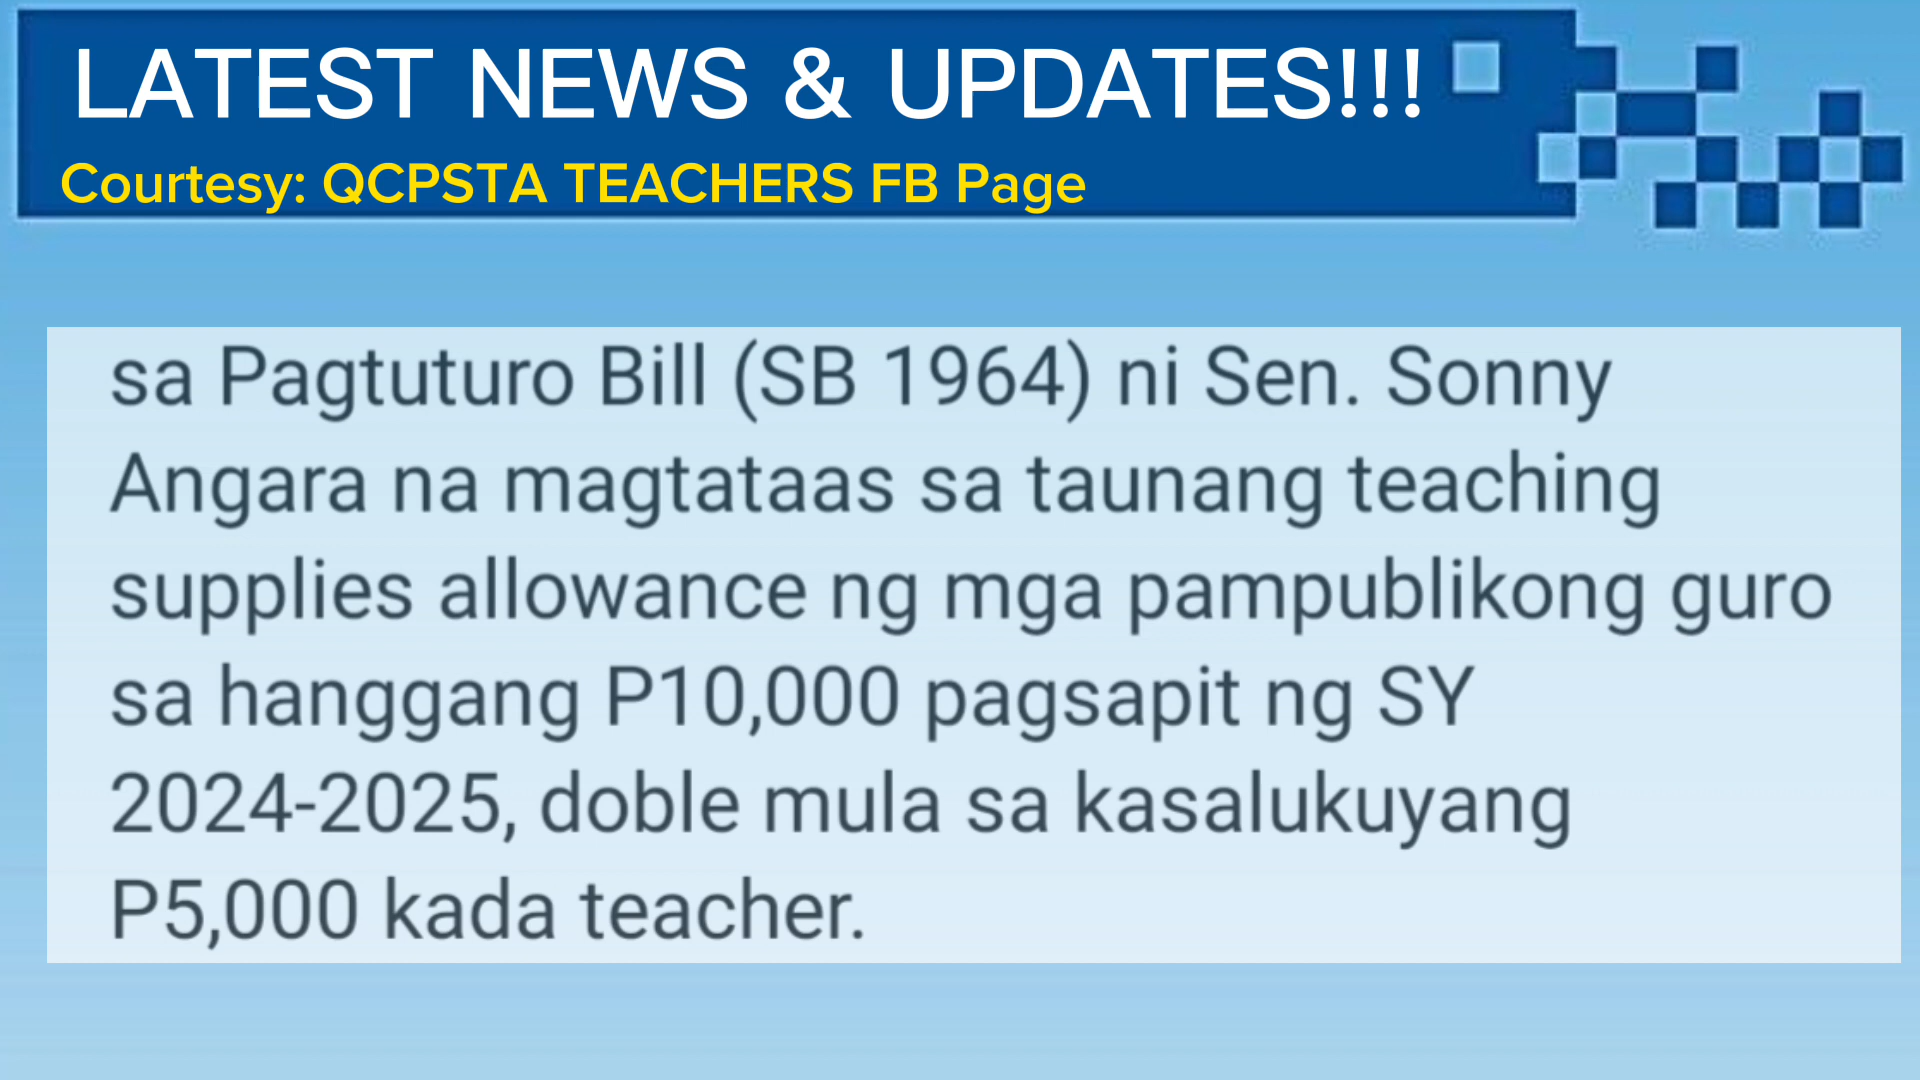 LATEST NEWS & UPDATES!!!
Courtesy: QCPSTA TEACHERS FB Page
sa Pagtuturo Bill (SB 1964) ni Sen. Sonny
Angara na magtataas sa taunang teaching
supplies allowance ng mga pampublikong guro
sa hanggang P10,000 pagsapit ng SY
2024-2025, doble mula sa kasalukuyang
P5,000 kada teacher.